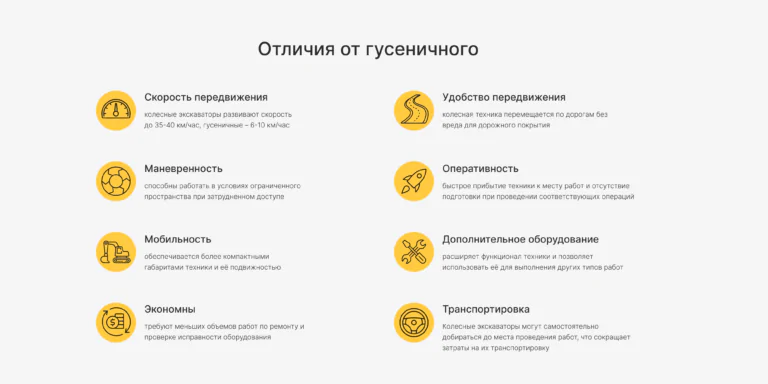 Отличия от гусеничного
Скорость передвижения
колесные экскаваторы развивают скорость
до 35-40 км/час, гусеничные – 6-10 км/час
Удобство передвижения
колесная техника перемещается по дорогам без
вреда для дорожного покрытия
Маневренность
способны работать в условиях ограниченного
пространства при затрудненном доступе
Оперативность
быстрое прибытие техники к месту работ и отсутствие
подготовки при проведении соответствующих операций
Мобильность
обеспечивается более компактными
габаритами техники и её подвижностью
Дополнительное оборудование
расширяет функционал техники и позволяет
использовать её для выполнения других типов работ
Экономны
требуют меньших объемов работ по ремонту и
проверке исправности оборудования
Транспортировка
Колесные экскаваторы могут самостоятельно
добираться до места проведения работ, что сокращает
затраты на их транспортировку